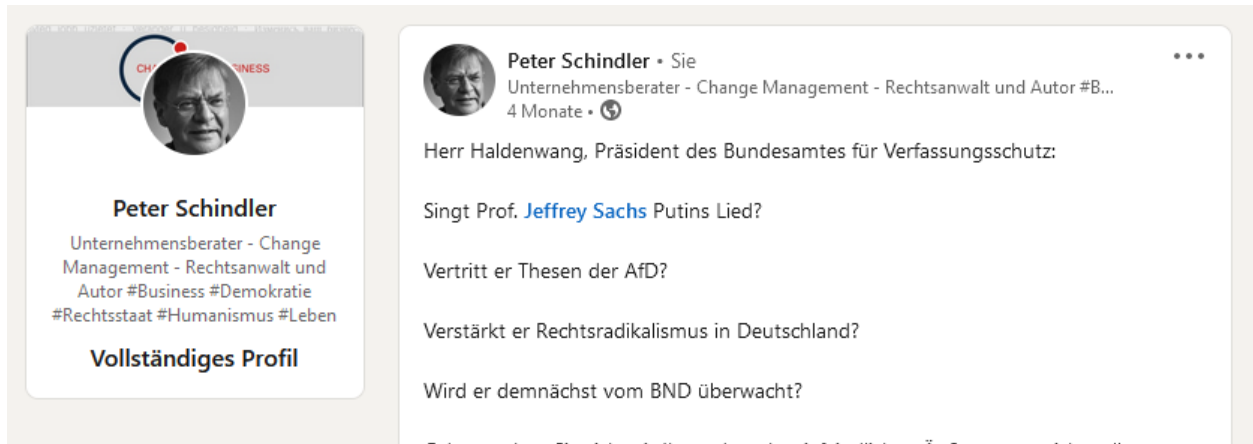 CH
INESS
Peter Schindler
Unternehmensberater - Change
Management - Rechtsanwalt und
Autor #Business #Demokratie
#Rechtsstaat #Humanismus #Leben
Vollständiges Profil
Peter Schindler • Sie
Unternehmensberater - Change Management - Rechtsanwalt und Autor #B...
4 Monate •
Herr Haldenwang, Präsident des Bundesamtes für Verfassungsschutz:
Singt Prof. Jeffrey Sachs Putins Lied?
Vertritt er Thesen der AfD?
Verstärkt er Rechtsradikalismus in Deutschland?
Wird er demnächst vom BND überwacht?